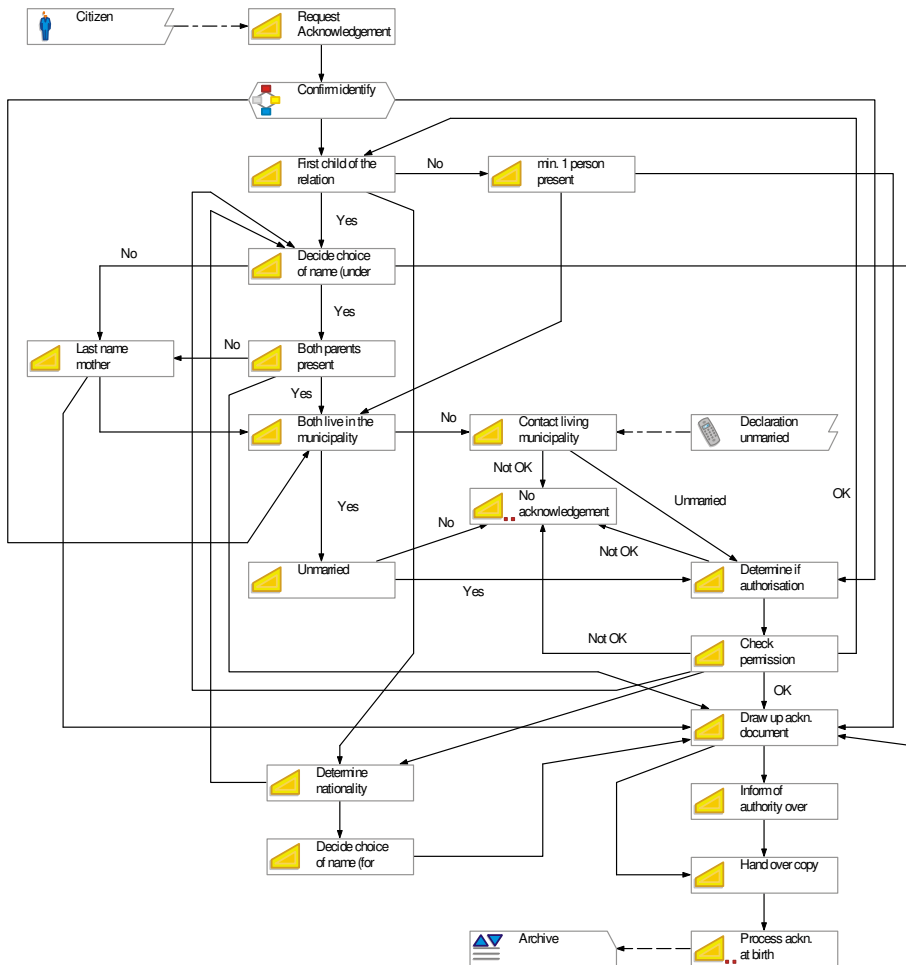 Citizen
Request
Acknowledgement
Confirm identify
First child of the
relation
No
min. 1 person
present
Yes
No
Decide choice
of name (under
Yes
Last name
mother
No
Both parents
present
Yes
Both live in the
municipality
No
Contact living
municipality
Declaration
unmarried
Not OK
Unmarried
OK
Yes
No
acknowledgement
No
Not OK
Unmarried
Yes
Determine if
authorisation
Not OK
Check
permission
OK
Draw up ackn.
document
Determine
nationality
Inform of
authority over
Decide choice
of name (for
Hand over copy
Archive
Process ackn.
at birth